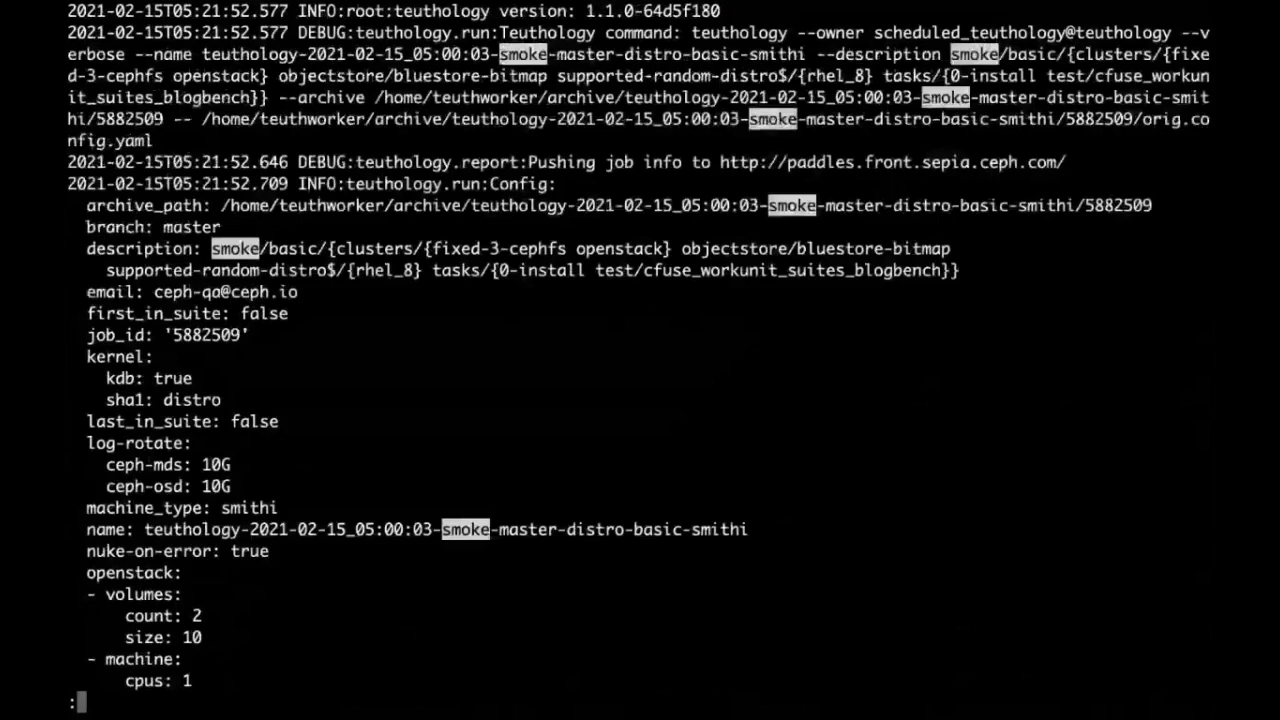 2021-02-15T05:21:52.577 INFO:root:teuthology version: 1.1.0-64d5f180
2021-02-15T05:21:52.577 DEBUG:teuthology.run:Teuthology command: teuthology --owner scheduled_teuthology@teuthology --v
erbose --name teuthology-2021-02-15_05:00:03-smoke-master-distro-basic-smithi --description smoke/basic/{clusters/{fixe
d-3-cephfs openstack} objectstore/bluestore-bitmap supported-random-distro$/{rhel_8} tasks/{0-install test/cfuse_workun
it_suites_blogbench}} --archive /home/teuthworker/archive/teuthology-2021-02-15_05:00:03-smoke-master-distro-basic-smit
hi/5882509 -- /home/teuthworker/archive/teuthology-2021-02-15_05:00:03-smoke-master-distro-basic-smithi/5882509/orig.co
nfig.yaml
2021-02-15T05:21:52.646 DEBUG:teuthology.report:Pushing job info to http://paddles.front.sepia.ceph.com/
2021-02-15T05:21:52.709 INFO:teuthology.run:Config:
  archive_path: /home/teuthworker/archive/teuthology-2021-02-15_05:00:03-smoke-master-distro-basic-smithi/5882509
  branch: master
  description: smoke/basic/{clusters/{fixed-3-cephfs openstack} objectstore/bluestore-bitmap
    supported-random-distro$/{rhel_8} tasks/{0-install test/cfuse_workunit_suites_blogbench}}
  email: ceph-qa@ceph.io
  first_in_suite: false
  job_id: '5882509'
  kernel:
    kdb: true
    sha1: distro
  last_in_suite: false
  log-rotate:
    ceph-mds: 10G
    ceph-osd: 10G
  machine_type: smithi
  name: teuthology-2021-02-15_05:00:03-smoke-master-distro-basic-smithi
  nuke-on-error: true
  openstack:
  - volumes:
      count: 2
      size: 10
  - machine:
      cpus: 1
: